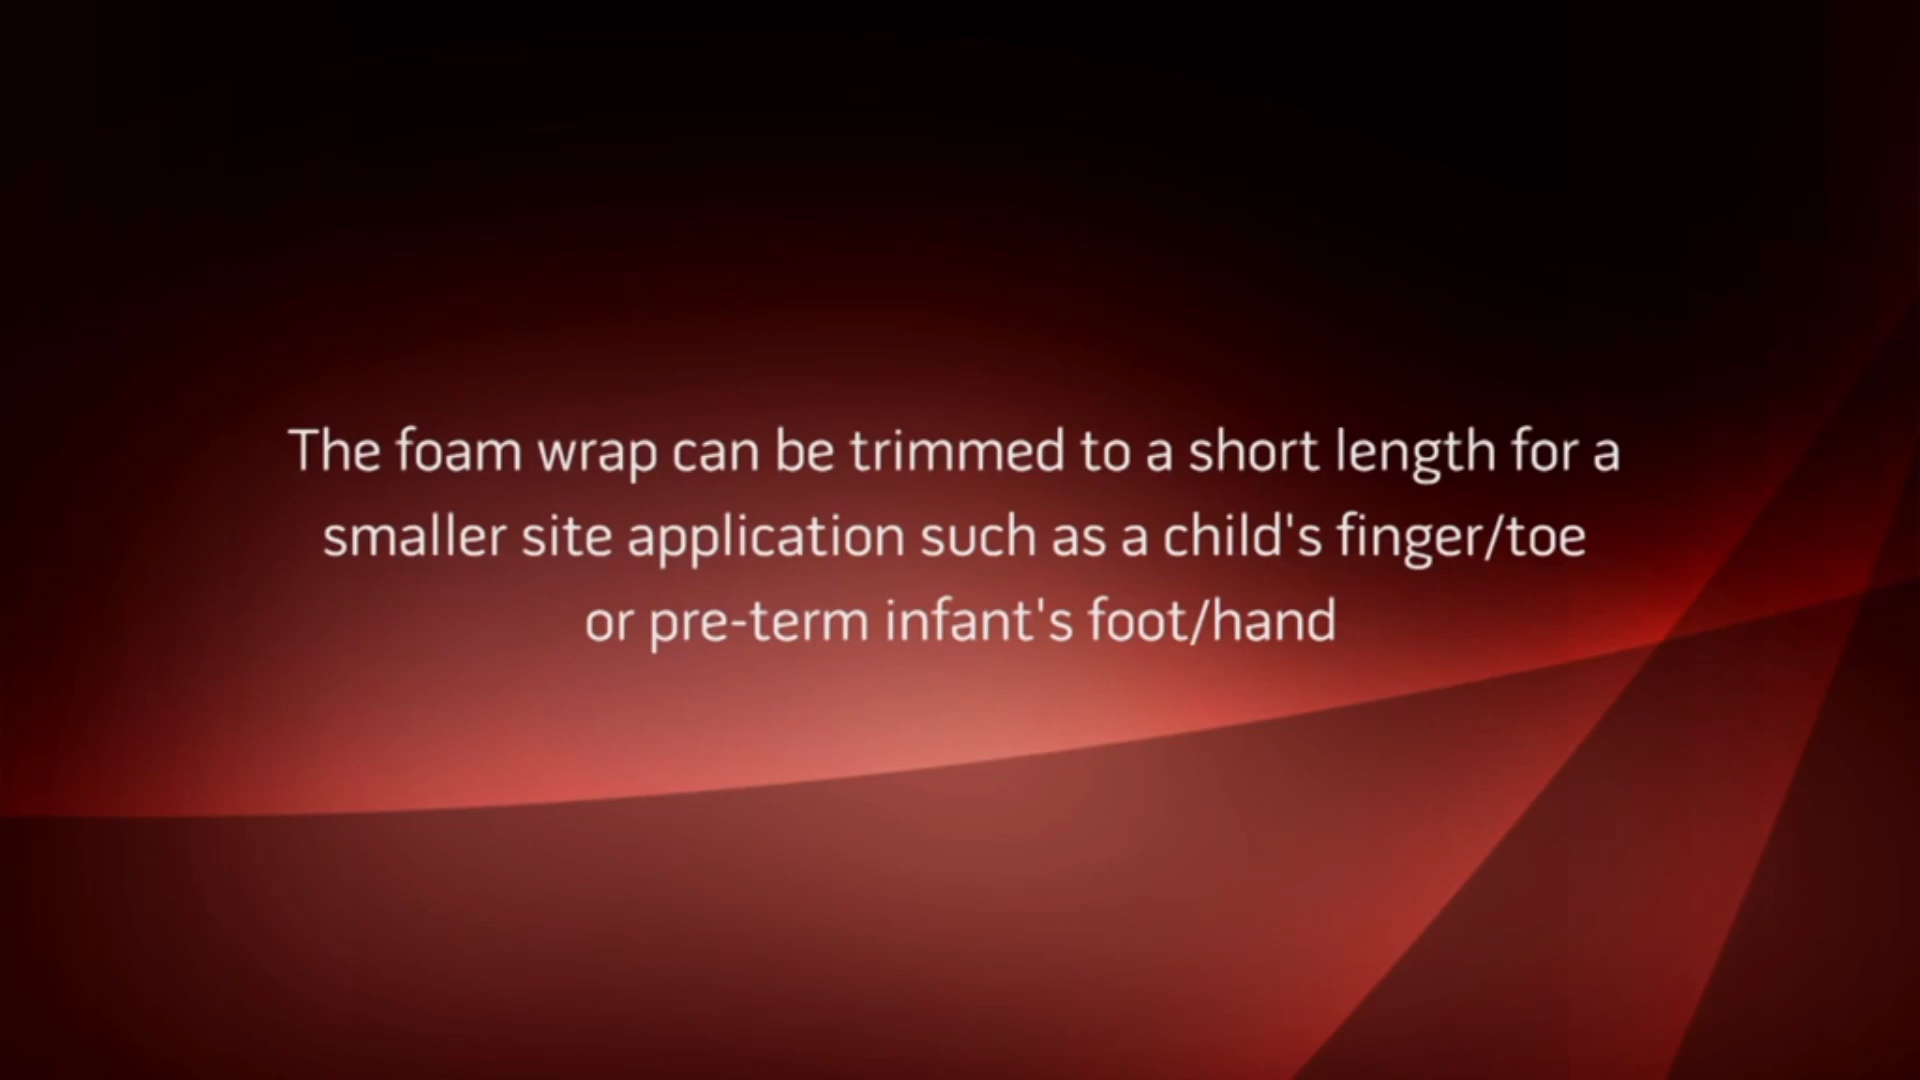 The foam wrap can be trimmed to a short length for a
smaller site application such as a child's finger/toe
or pre-term infant's foot/hand